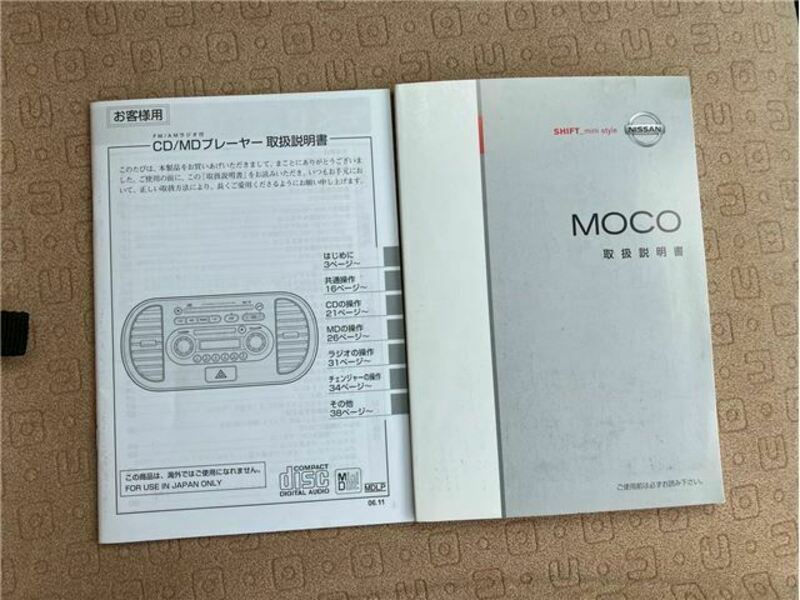 お客様用
FM/AMラジオ付
CD/MDプレーヤー 取扱説明書
このたびは、本製品をお買いあげいただきまして、まことにありがとうございま
した。ご使用の前に、この「取扱説明書」をお読みいただき、いつもお手元にお
いて、正しい取扱方法により、長くご愛用くださるようにお願い申し上げます。
はじめに
3ページ〜
共通操作
16ページ〜
CDの操作
21ページ〜
MDの操作
26ページ〜
ラジオの操作
31ページ〜
チェンジャーの操作
34ページ〜
その他
38ページ〜
この商品は、海外ではご使用になれません。
FOR USE IN JAPAN ONLY
COMPACT
disc
DIGITAL AUDIO
MD
MDLP
06.11
SHIFT_mini style
NISSAN
MOCO
取扱説明書
ご使用前は必ずお読み下さい。